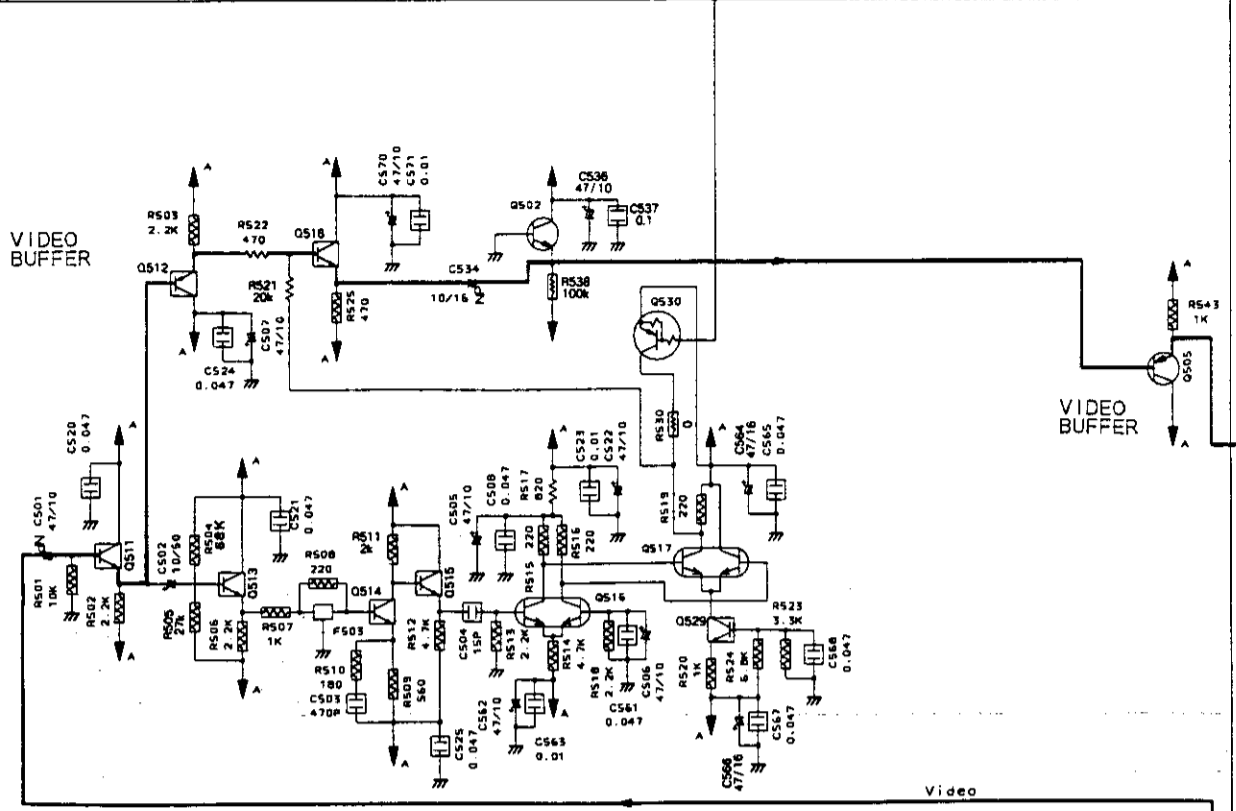 A
A
C570
47/10
C571
0.01
C536
47/10
C537
0.1
Q502
R503
2.2K
R522
470
Q518
VIDEO
BUFFER
Q512
R521
20k
C534
10/16
N
R538
100k
A
R525
470
C507
47/10
C524
0.047
A
A
Q530
R543
1K
Q505
VIDEO
BUFFER
A
C520
0.047
A
A
C501
47/10
N
Q511
C502
10/50
R504
68K
Q513
C521
0.047
R501
10K
R502
2.2K
A
R505
27k
R506
2.2K
A
R507
1K
R508
220
F503
A
R511
Q514
Q515
R510
180
C503
470P
R512
4.7K
R509
560
A
C525
0.047
C504
15P
C505
47/10
C508
0.047
R517
820
A
C523
0.01
C522
47/10
R515
220
R516
220
R513
2.2K
Q516
R514
4.7K
C562
47/10
C563
0.01
A
R518
2.2K
C561
0.047
C506
47/10
R530
0
A
C564
47/16
C565
0.047
R519
220
Q517
Q529
R523
3.3K
R520
1K
R524
6.8K
C568
0.047
A
C567
0.047
C566
47/16
Video